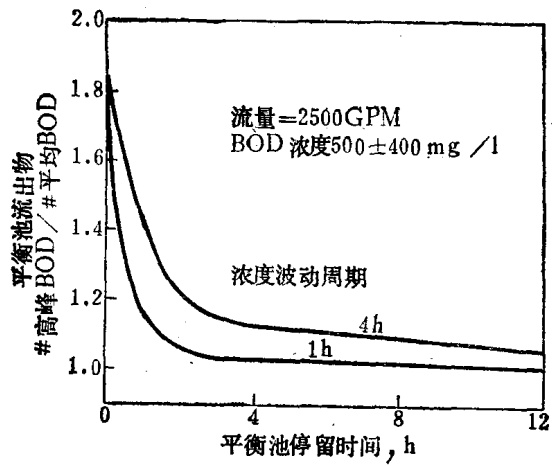 2.0
1.8
1.6
1.4
1.2
1.0
平衡池流出物
#高峰BOD/#平均BOD
流量=2500GPM
BOD浓度500±400mg/l
浓度波动周期
4h
1h
0
4
8
12
平衡池停留时间,h